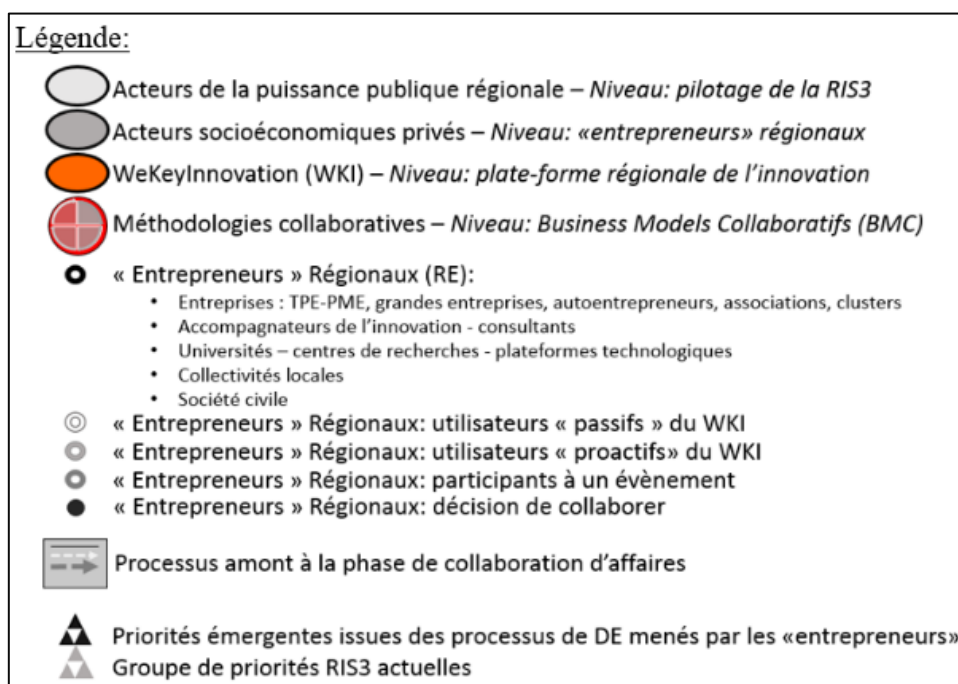 Légende:
Acteurs de la puissance publique régionale – Niveau: pilotage de la RIS3
Acteurs socioéconomiques privés – Niveau: «entrepreneurs» régionaux
WeKeyInnovation (WKI) – Niveau: plate-forme régionale de l’innovation
Méthodologies collaboratives – Niveau: Business Models Collaboratifs (BMC)
« Entrepreneurs » Régionaux (RE):
• Entreprises : TPE-PME, grandes entreprises, autoentrepreneurs, associations, clusters
• Accompagnateurs de l’innovation - consultants
• Universités – centres de recherches - plateformes technologiques
• Collectivités locales
• Société civile
« Entrepreneurs » Régionaux: utilisateurs « passifs » du WKI
« Entrepreneurs » Régionaux: utilisateurs « proactifs» du WKI
« Entrepreneurs » Régionaux: participants à un évènement
« Entrepreneurs » Régionaux: décision de collaborer
Processus amont à la phase de collaboration d’affaires
Priorités émergentes issues des processus de DE menés par les «entrepreneurs»
Groupe de priorités RIS3 actuelles